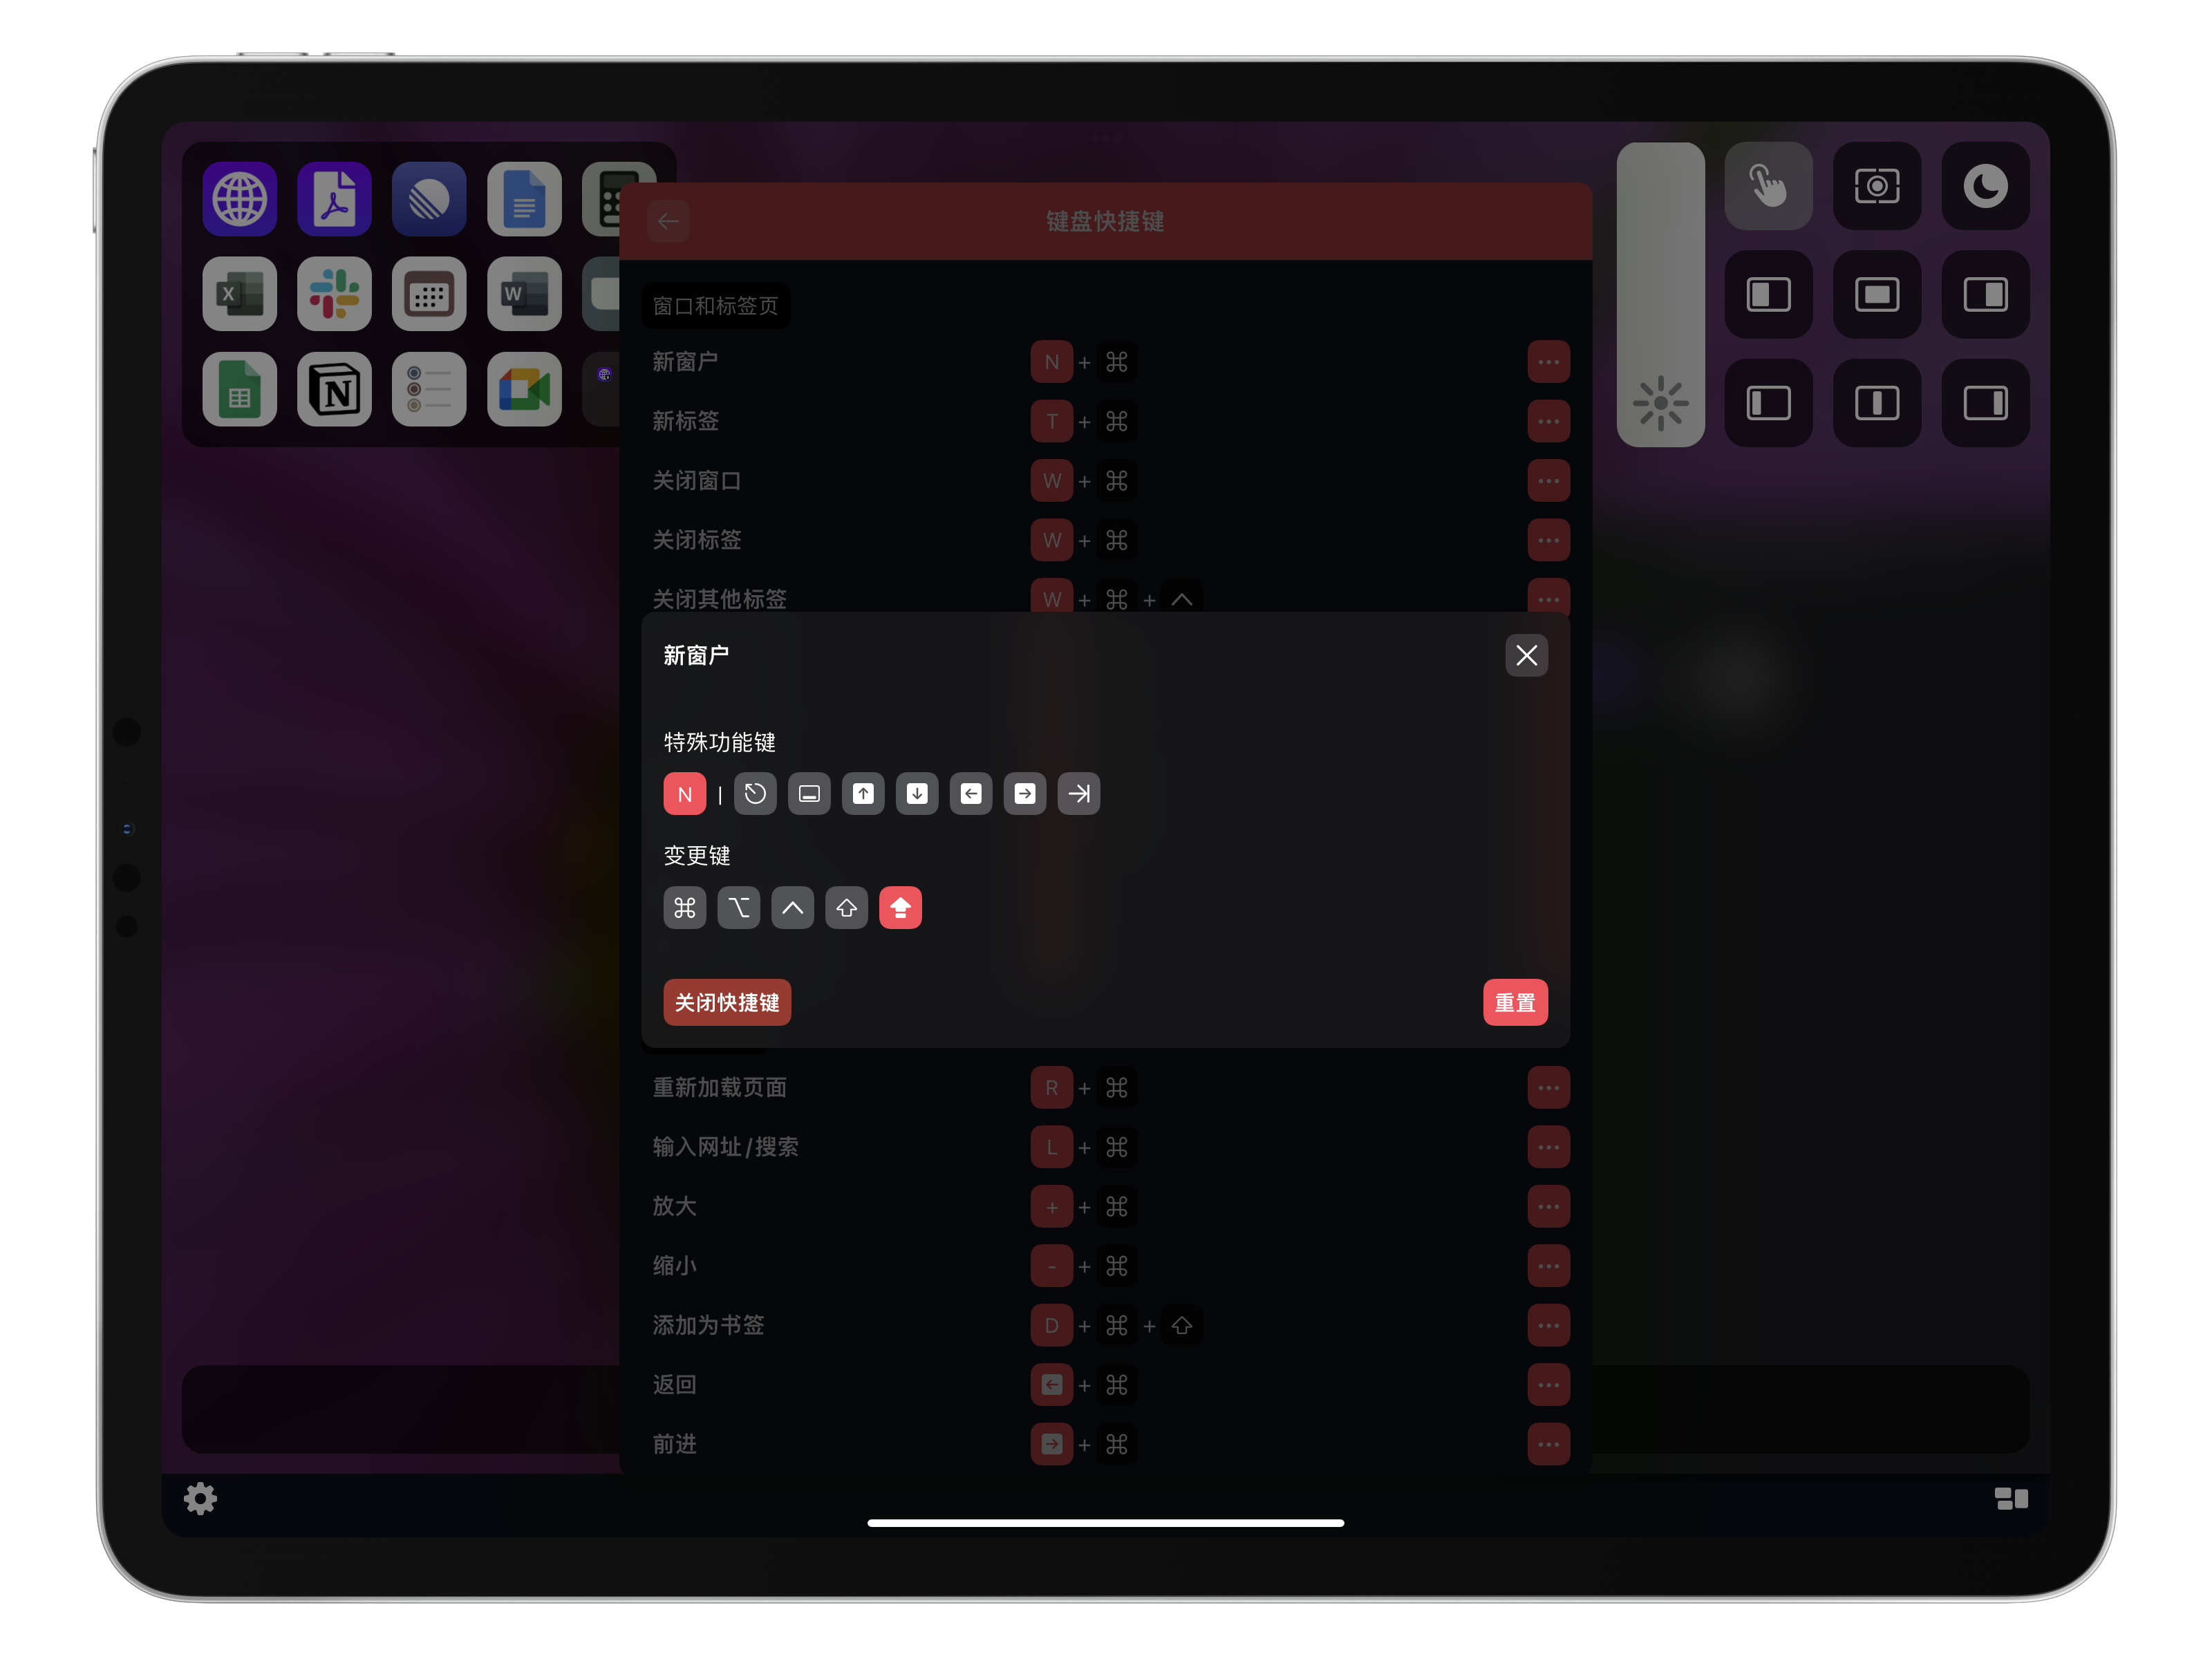 键盘快捷键
窗口和标签页
新窗户 N + ⌘
新标签 T + ⌘
关闭窗口 W + ⌘
关闭标签 W + ⌘
关闭其他标签 W + ⌘ + ^
新窗户
特殊功能键
N |
变更键
⌘ ⌥ ^ ⇧
关闭快捷键 重置
重新加载页面 R + ⌘
输入网址/搜索 L + ⌘
放大 + + ⌘
缩小 - + ⌘
添加为书签 D + ⌘ + ⇧
返回 ← + ⌘
前进 → + ⌘
X
W
N